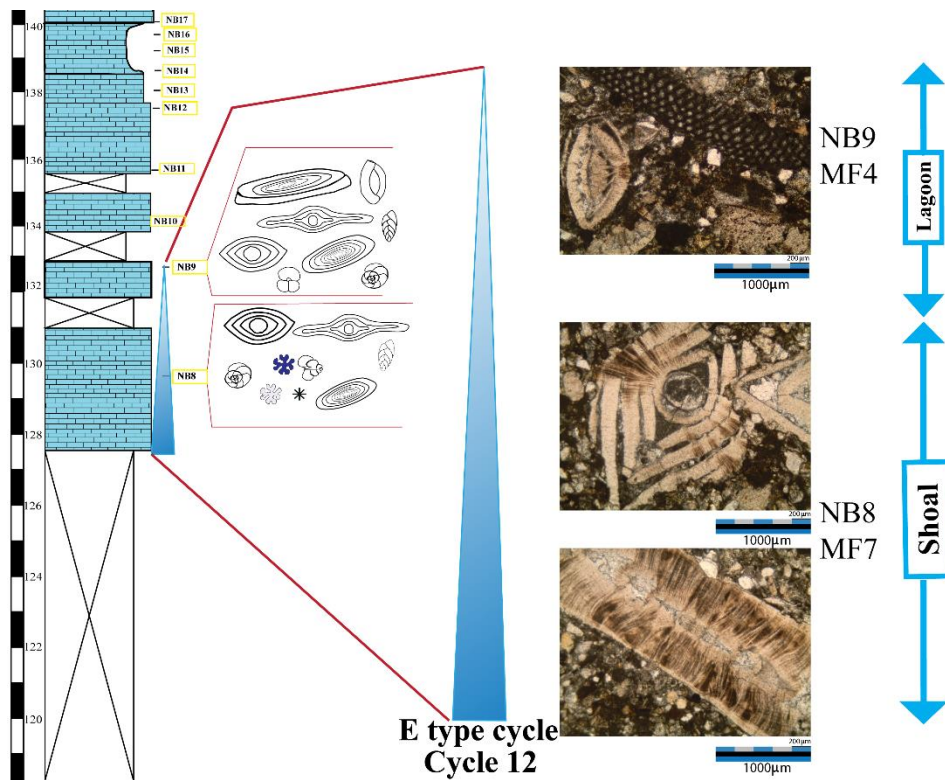 140
138
136
134
132
130
128
126
124
122
120
NB17
NB16
NB15
NB14
NB13
NB12
NB11
NB10
NB9
NB8
E type cycle
Cycle 12
200µm
1000µm
NB9
MF4
Lagoon
200µm
1000µm
NB8
MF7
Shoal
200µm
1000µm